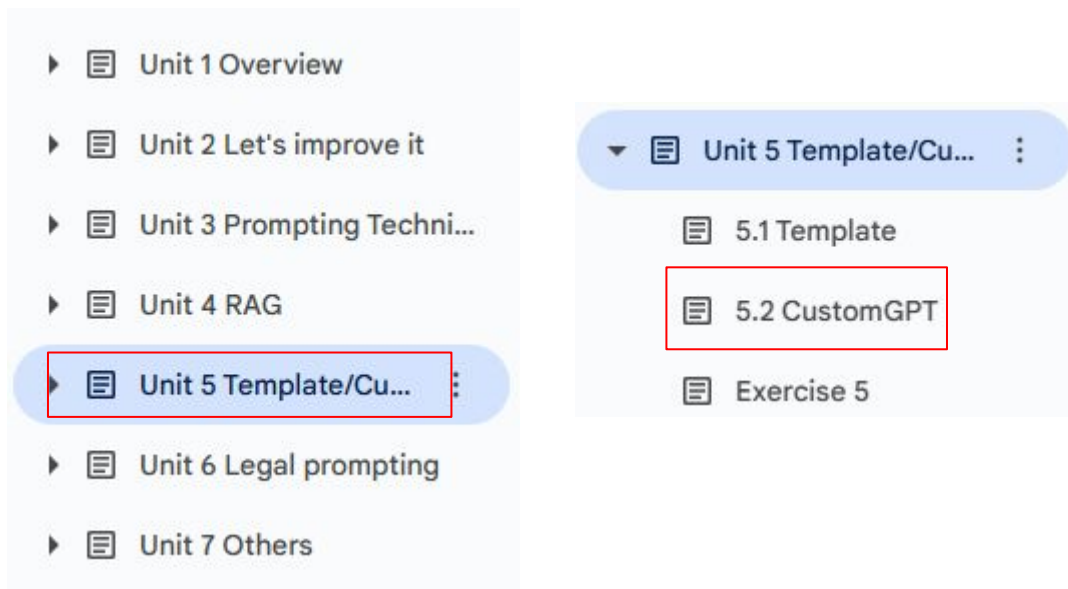 Unit 1 Overview
Unit 2 Let's improve it
Unit 3 Prompting Techni...
Unit 4 RAG
Unit 5 Template/Cu...
Unit 6 Legal prompting
Unit 7 Others
Unit 5 Template/Cu...
5.1 Template
5.2 CustomGPT
Exercise 5